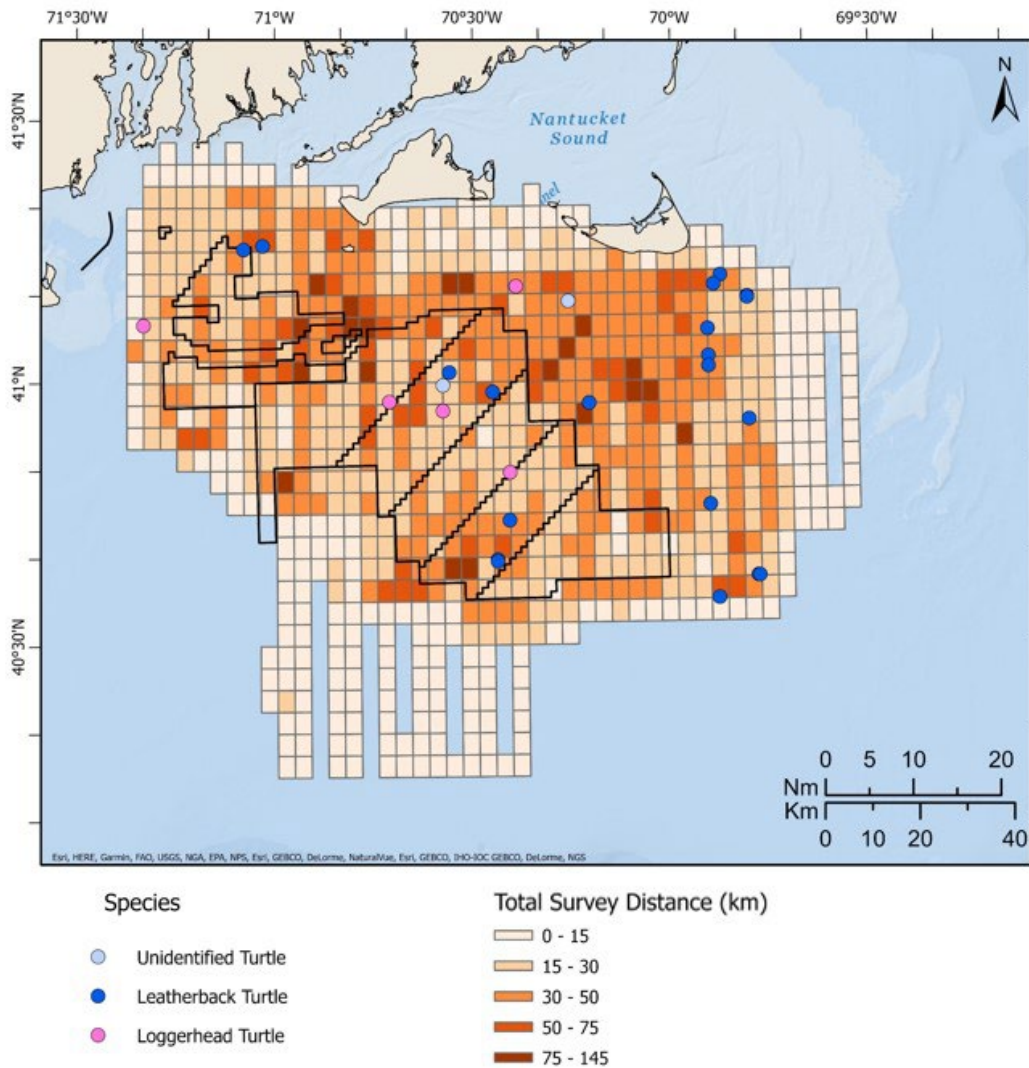 71°30'W 71°W 70°30'W 70°W 69°30'W
N
41°30'N
Nantucket
Sound
nel
41°N
40°30'N
0 5 10 20
Nm
Km
0 10 20 40
Esri, HERE, Garmin, FAO, USGS, NGA, EPA, NPS, Esri, GEBCO, DeLorme, NaturalVue, Esri, GEBCO, IHO-IOC GEBCO, DeLorme, NGS
Species
Unidentified Turtle
Leatherback Turtle
Loggerhead Turtle
Total Survey Distance (km)
0 - 15
15 - 30
30 - 50
50 - 75
75 - 145